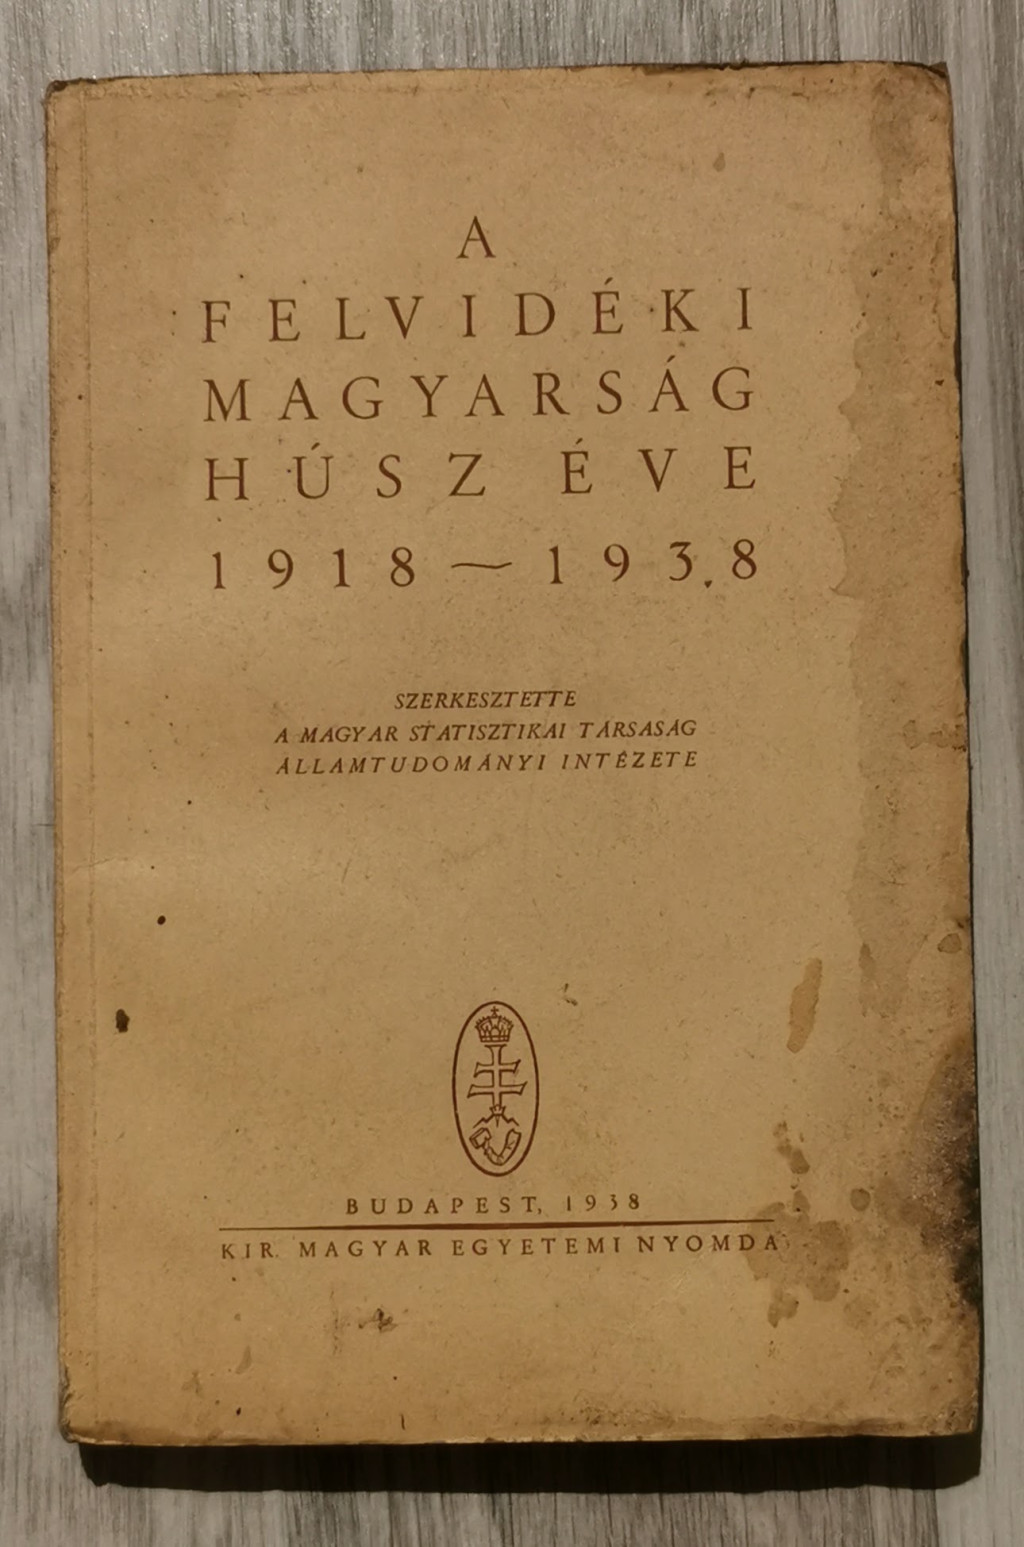 A
FELVIDÉKI
MAGYARSÁG
HÚSZ ÉVE
1918—1938
SZERKESZTETTE
A MAGYAR STATISZTIKAI TÁRSASÁG
ÁLLAMTUDOMÁNYI INTÉZETE
BUDAPEST, 1938
KIR. MAGYAR EGYETEMI NYOMDA